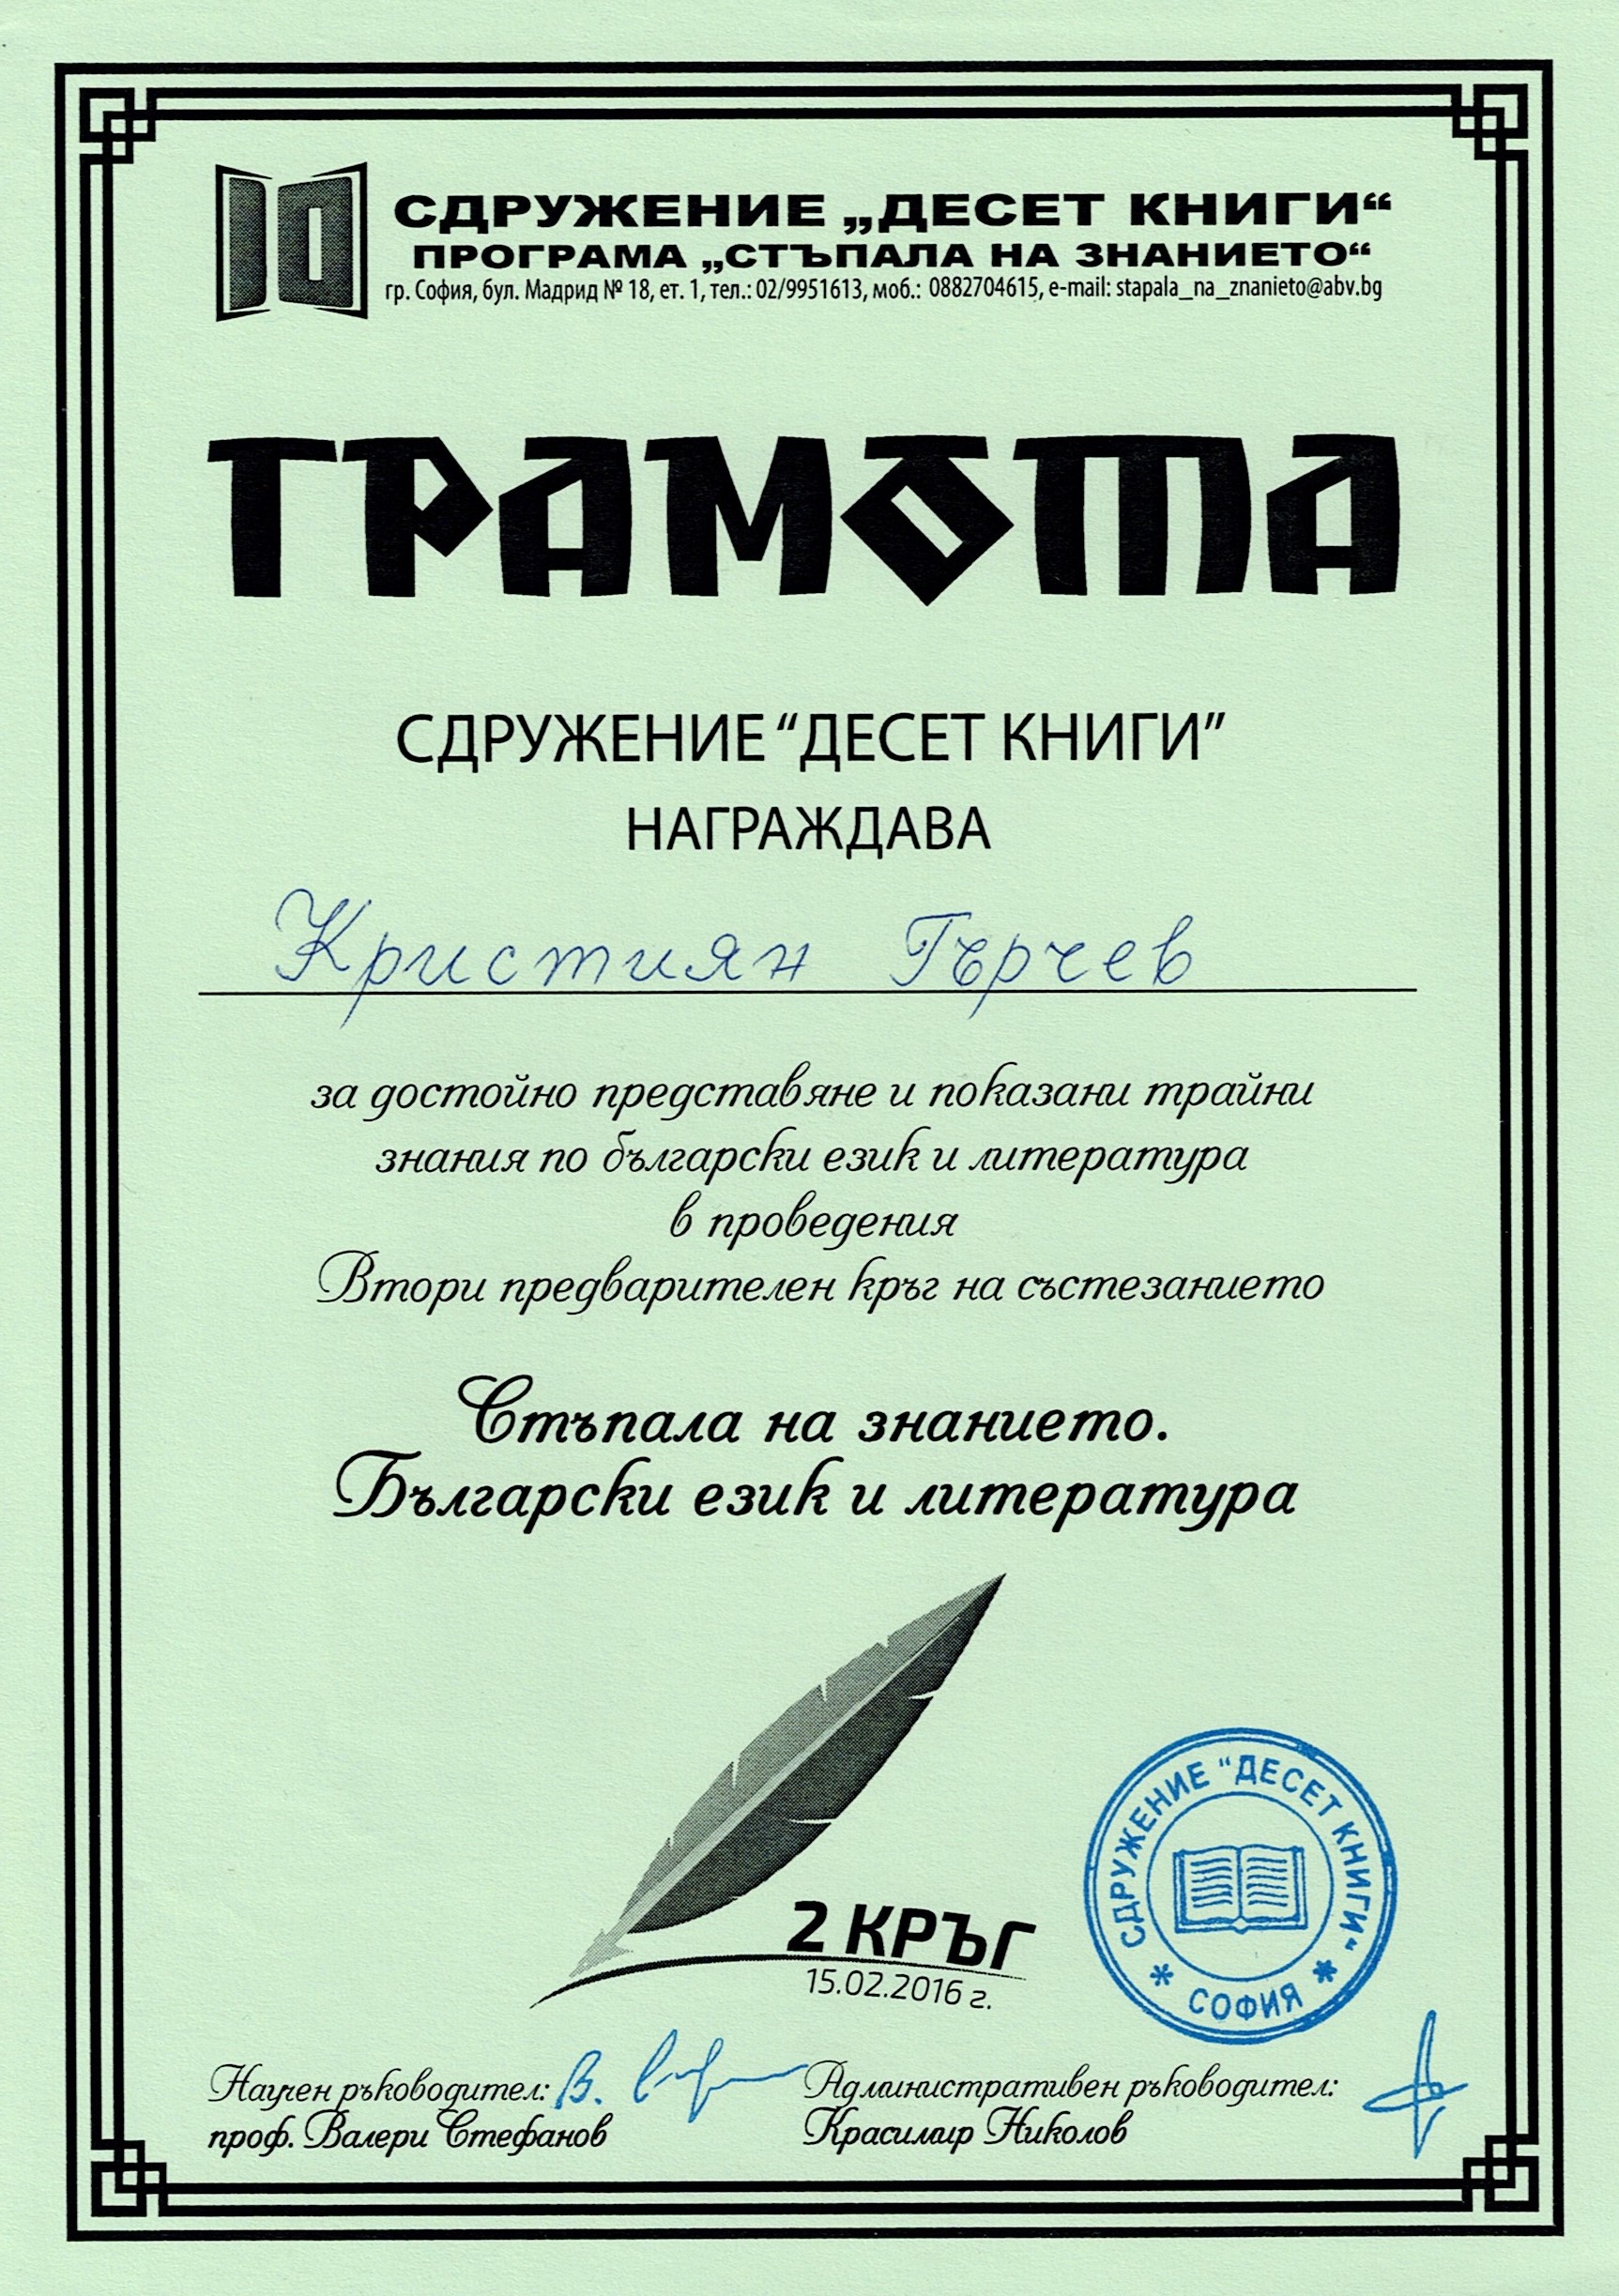 10
СДРУЖЕНИЕ „ДЕСЕТ КНИГИ“
ПРОГРАМА „СТЪПАЛА НА ЗНАНИЕТО“
гр. София, бул. Мадрид № 18, ет. 1, тел.: 02/9951613, моб.: 0882704615, e-mail: stapala_na_znanieto@abv.bg
ГРАМОТА
СДРУЖЕНИЕ “ДЕСЕТ КНИГИ”
НАГРАЖДАВА
Кристиян Гърчев
за достойно представяне и показани трайни
знания по български език и литература
в проведения
Втори предварителен кръг на състезанието
Стъпала на знанието.
Български език и литература
2 КРЪГ
15.02.2016 г.
СДРУЖЕНИЕ "ДЕСЕТ КНИГИ"
* СОФИЯ *
Научен ръководител:
проф. Валери Стефанов
Административен ръководител:
Красимир Николов